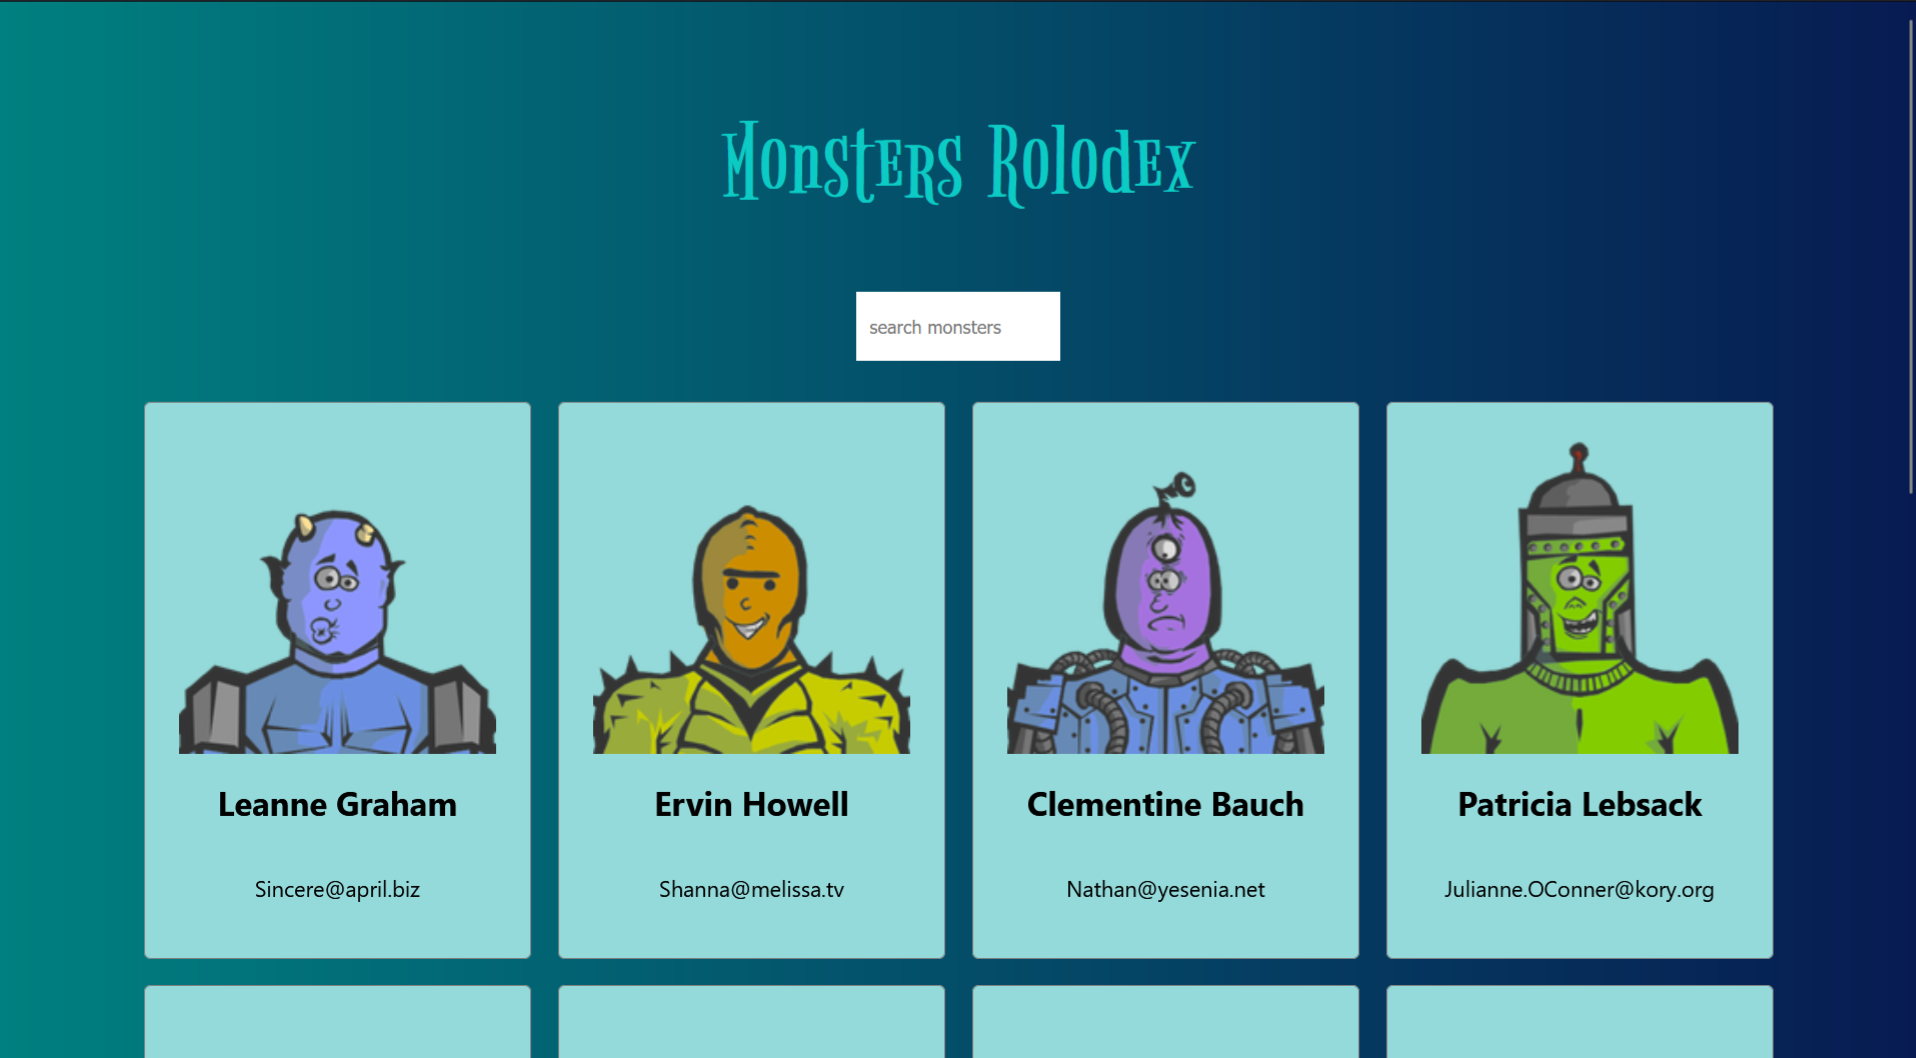 Monsters Rolodex
search monsters
Leanne Graham
Sincere@april.biz
Ervin Howell
Shanna@melissa.tv
Clementine Bauch
Nathan@yesenia.net
Patricia Lebsack
Julianne.OConner@kory.org